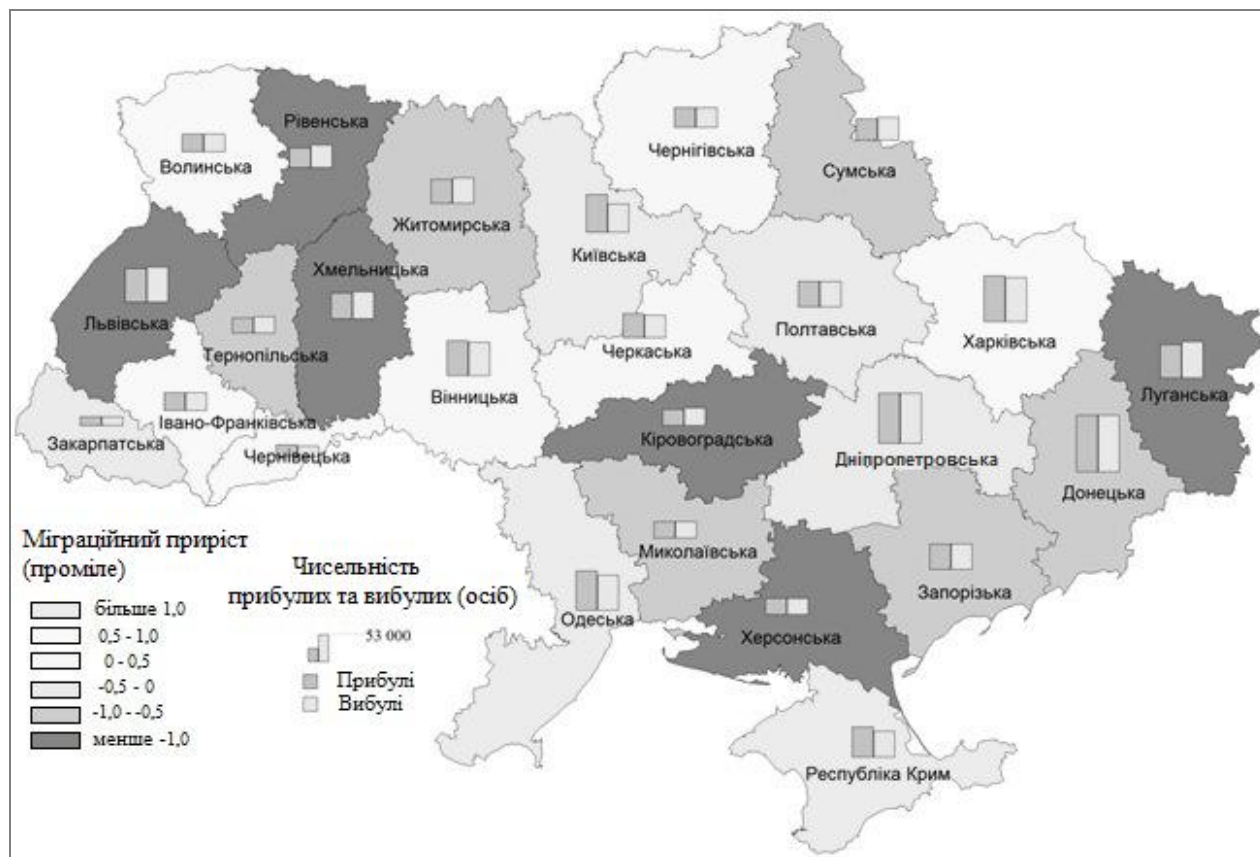 Рівенська
Волинська
Чернігівська
Сумська
Житомирська
Київська
Хмельницька
Львівська
Тернопільська
Полтавська
Харківська
Черкаська
Луганська
Вінницька
Івано-Франківська
Закарпатська
Чернівецька
Кіровоградська
Дніпропетровська
Донецька
Миколаївська
Запорізька
Одеська
Херсонська
Республіка Крим
Міграційний приріст
(проміле)
більше 1,0
0,5 - 1,0
0 - 0,5
-0,5 - 0
-1,0 - -0,5
менше -1,0
Чисельність
прибулих та вибулих (осіб)
53 000
Прибулі
Вибулі